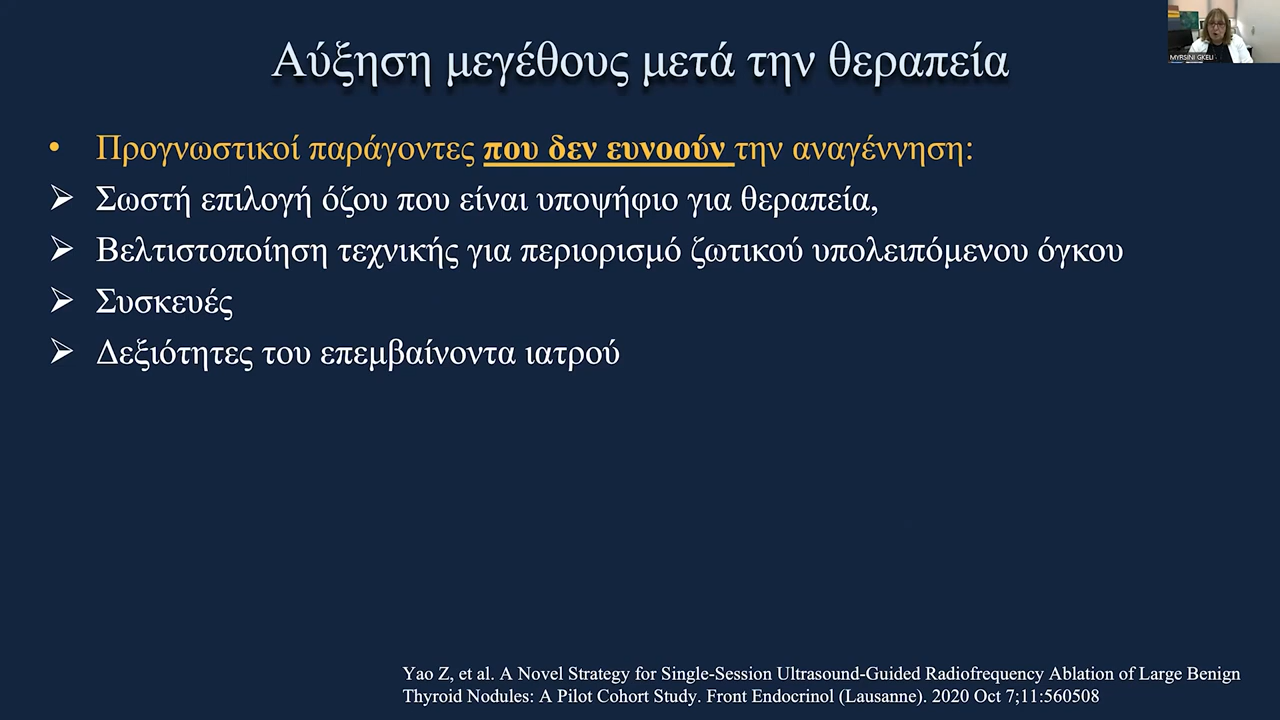 Αύξηση μεγέθους μετά την θεραπεία
MYRSINI GKELI
• Προγνωστικοί παράγοντες που δεν ευνοούν την αναγέννηση:
➢ Σωστή επιλογή όζου που είναι υποψήφιο για θεραπεία,
➢ Βελτιστοποίηση τεχνικής για περιορισμό ζωτικού υπολειπόμενου όγκου
➢ Συσκευές
➢ Δεξιότητες του επεμβαίνοντα ιατρού
Yao Z, et al. A Novel Strategy for Single-Session Ultrasound-Guided Radiofrequency Ablation of Large Benign
Thyroid Nodules: A Pilot Cohort Study. Front Endocrinol (Lausanne). 2020 Oct 7;11:560508